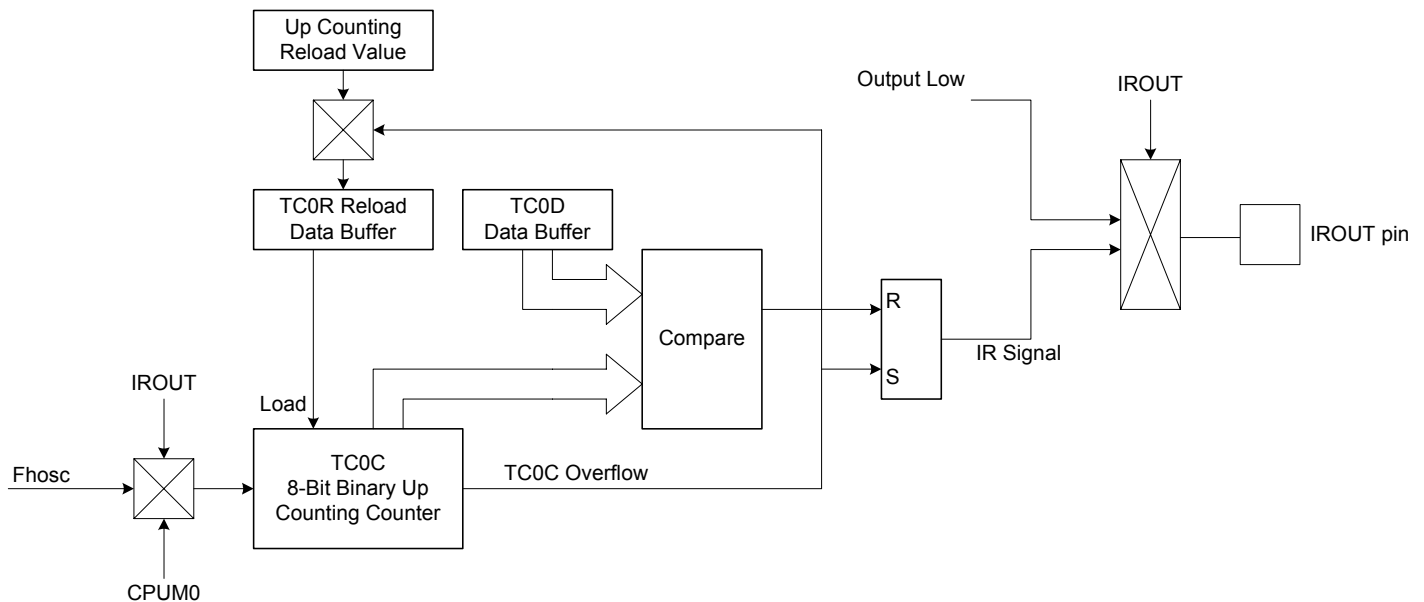 Up Counting
Reload Value
Output Low
IROUT
TC0R Reload
Data Buffer
TC0D
Data Buffer
IROUT pin
R
Compare
IR Signal
S
IROUT
Load
TC0C
8-Bit Binary Up
Counting Counter
Fhosc
TC0C Overflow
CPUM0